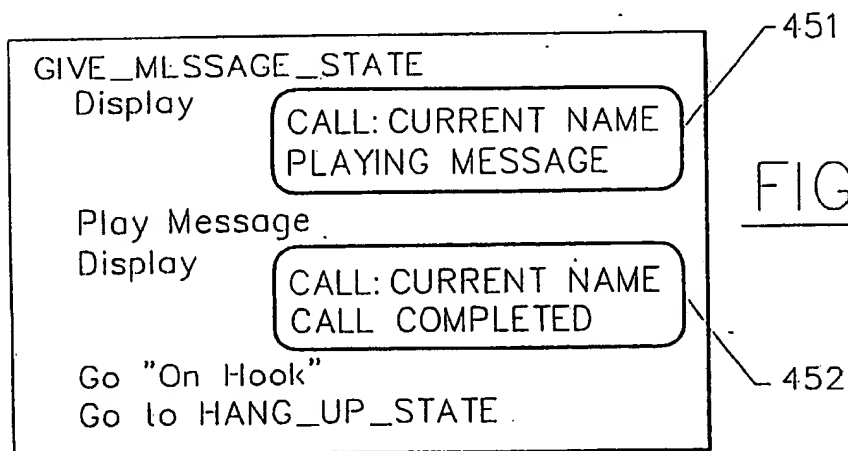 451
GIVE_MLSSAGE_STATE
Display
CALL: CURRENT NAME
PLAYING MESSAGE
FIG
Play Message
Display
CALL: CURRENT NAME
CALL COMPLETED
Go "On Hook"
452
Go to HANG_UP_STATE